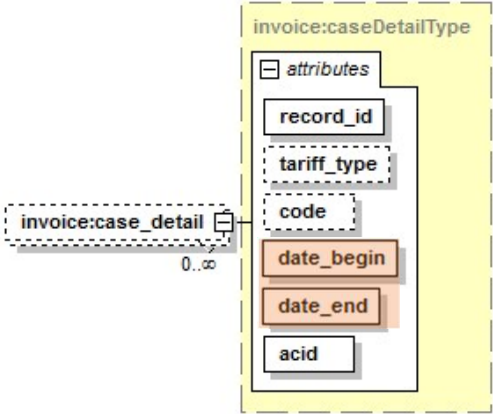 invoice:caseDetailType
attributes
record_id
tariff_type
code
invoice:case_detail
0..∞
date_begin
date_end
acid